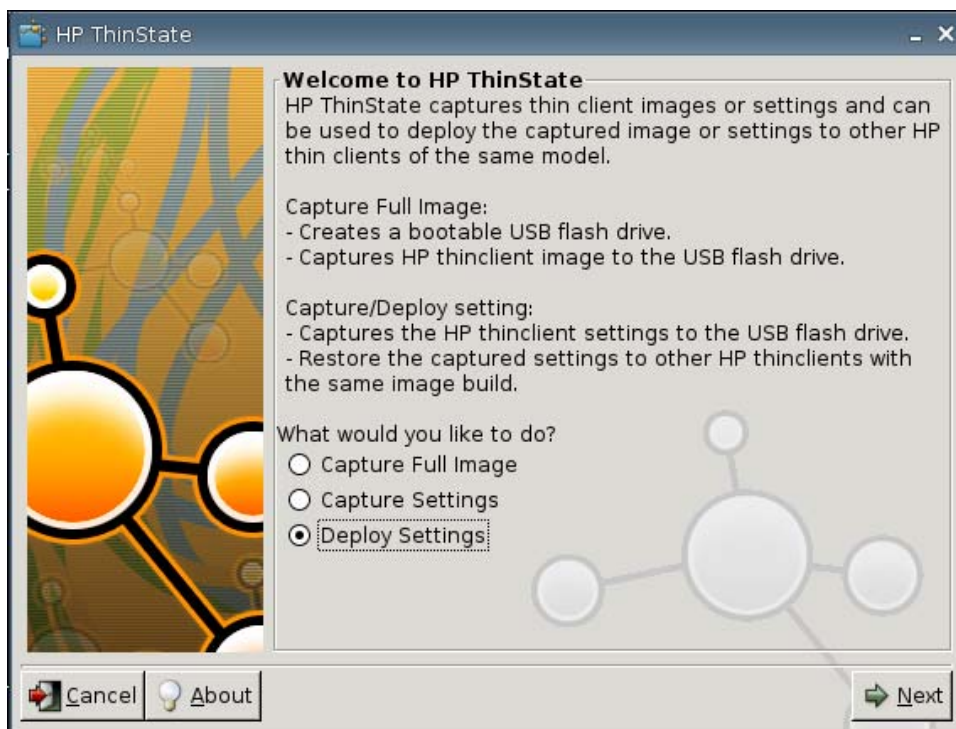 HP ThinState
Welcome to HP ThinState
HP ThinState captures thin client images or settings and can
be used to deploy the captured image or settings to other HP
thin clients of the same model.
Capture Full Image:
- Creates a bootable USB flash drive.
- Captures HP thinclient image to the USB flash drive.
Capture/Deploy setting:
- Captures the HP thinclient settings to the USB flash drive.
- Restore the captured settings to other HP thinclients with
the same image build.
What would you like to do?
Capture Full Image
Capture Settings
Deploy Settings
Cancel About Next